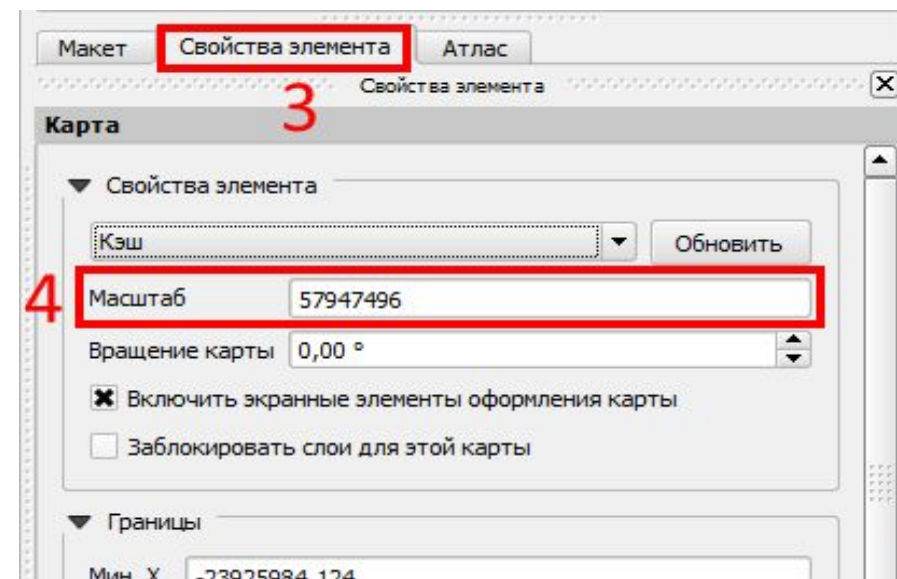 Макет Свойства элемента Атлас
3 Свойства элемента
Карта
Свойства элемента
Кэш Обновить
4 Масштаб 57947496
Вращение карты 0,00 °
Включить экранные элементы оформления карты
Заблокировать слои для этой карты
Границы
Мин. X -23925984,124